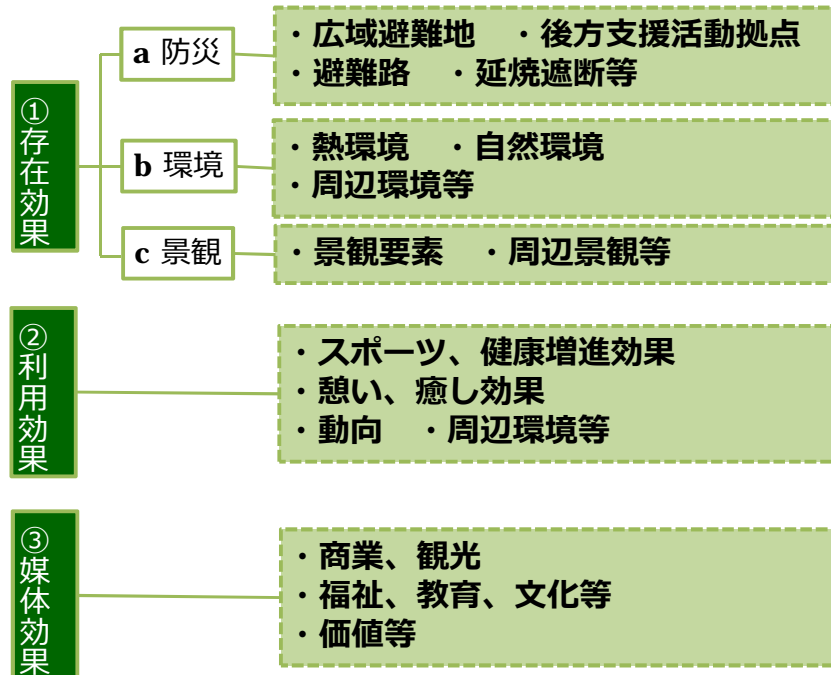 ①存在効果
a 防災
・広域避難地　・後方支援活動拠点
・避難路　・延焼遮断等
b 環境
・熱環境　・自然環境
・周辺環境等
c 景観
・景観要素　・周辺景観等
②利用効果
・スポーツ、健康増進効果
・憩い、癒し効果
・動向　・周辺環境等
③媒体効果
・商業、観光
・福祉、教育、文化等
・価値等